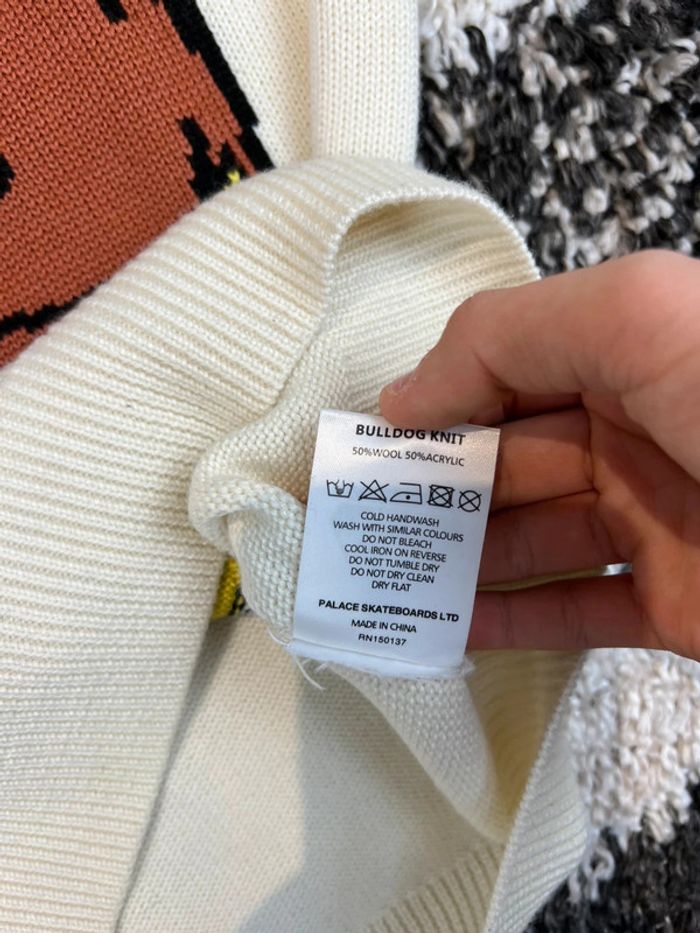 BULLDOG KNIT
50%WOOL 50%ACRYLIC
COLD HANDWASH
WASH WITH SIMILAR COLOURS
DO NOT BLEACH
COOL IRON ON REVERSE
DO NOT TUMBLE DRY
DO NOT DRY CLEAN
DRY FLAT
PALACE SKATEBOARDS LTD
MADE IN CHINA
RN150137